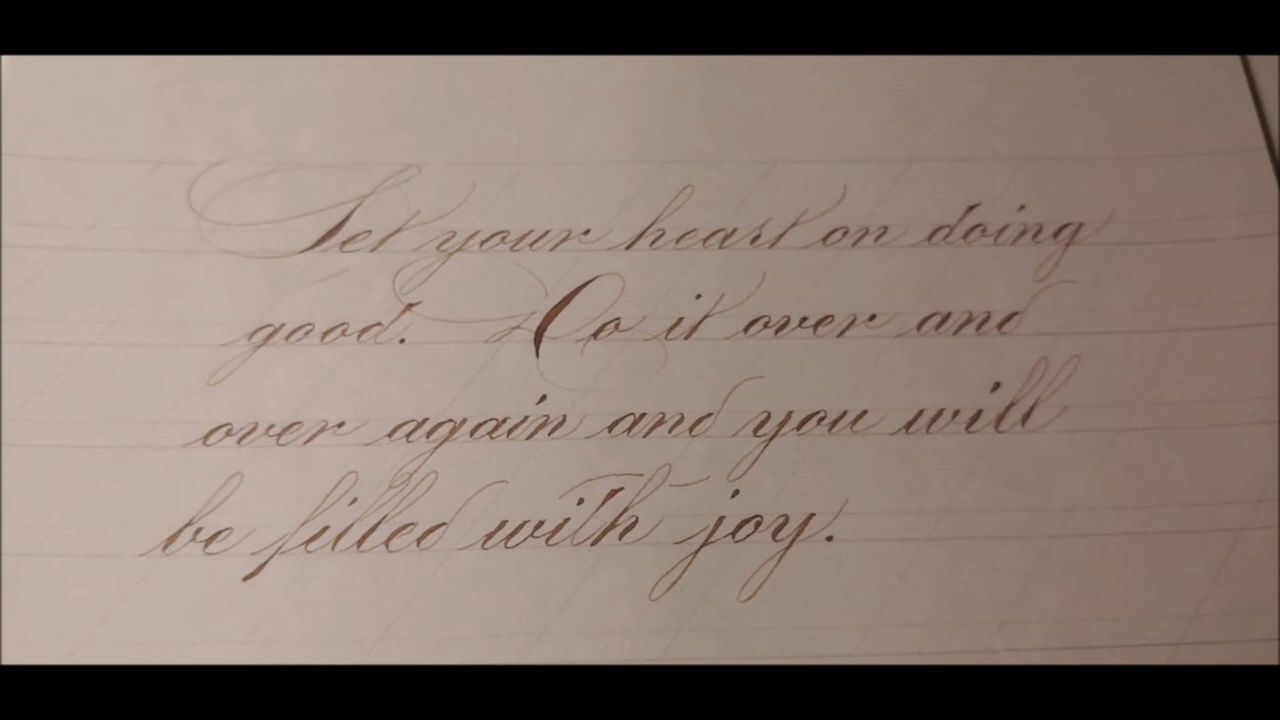 Set your heart on doing
good. Do it over and
over again and you will
be filled with joy.